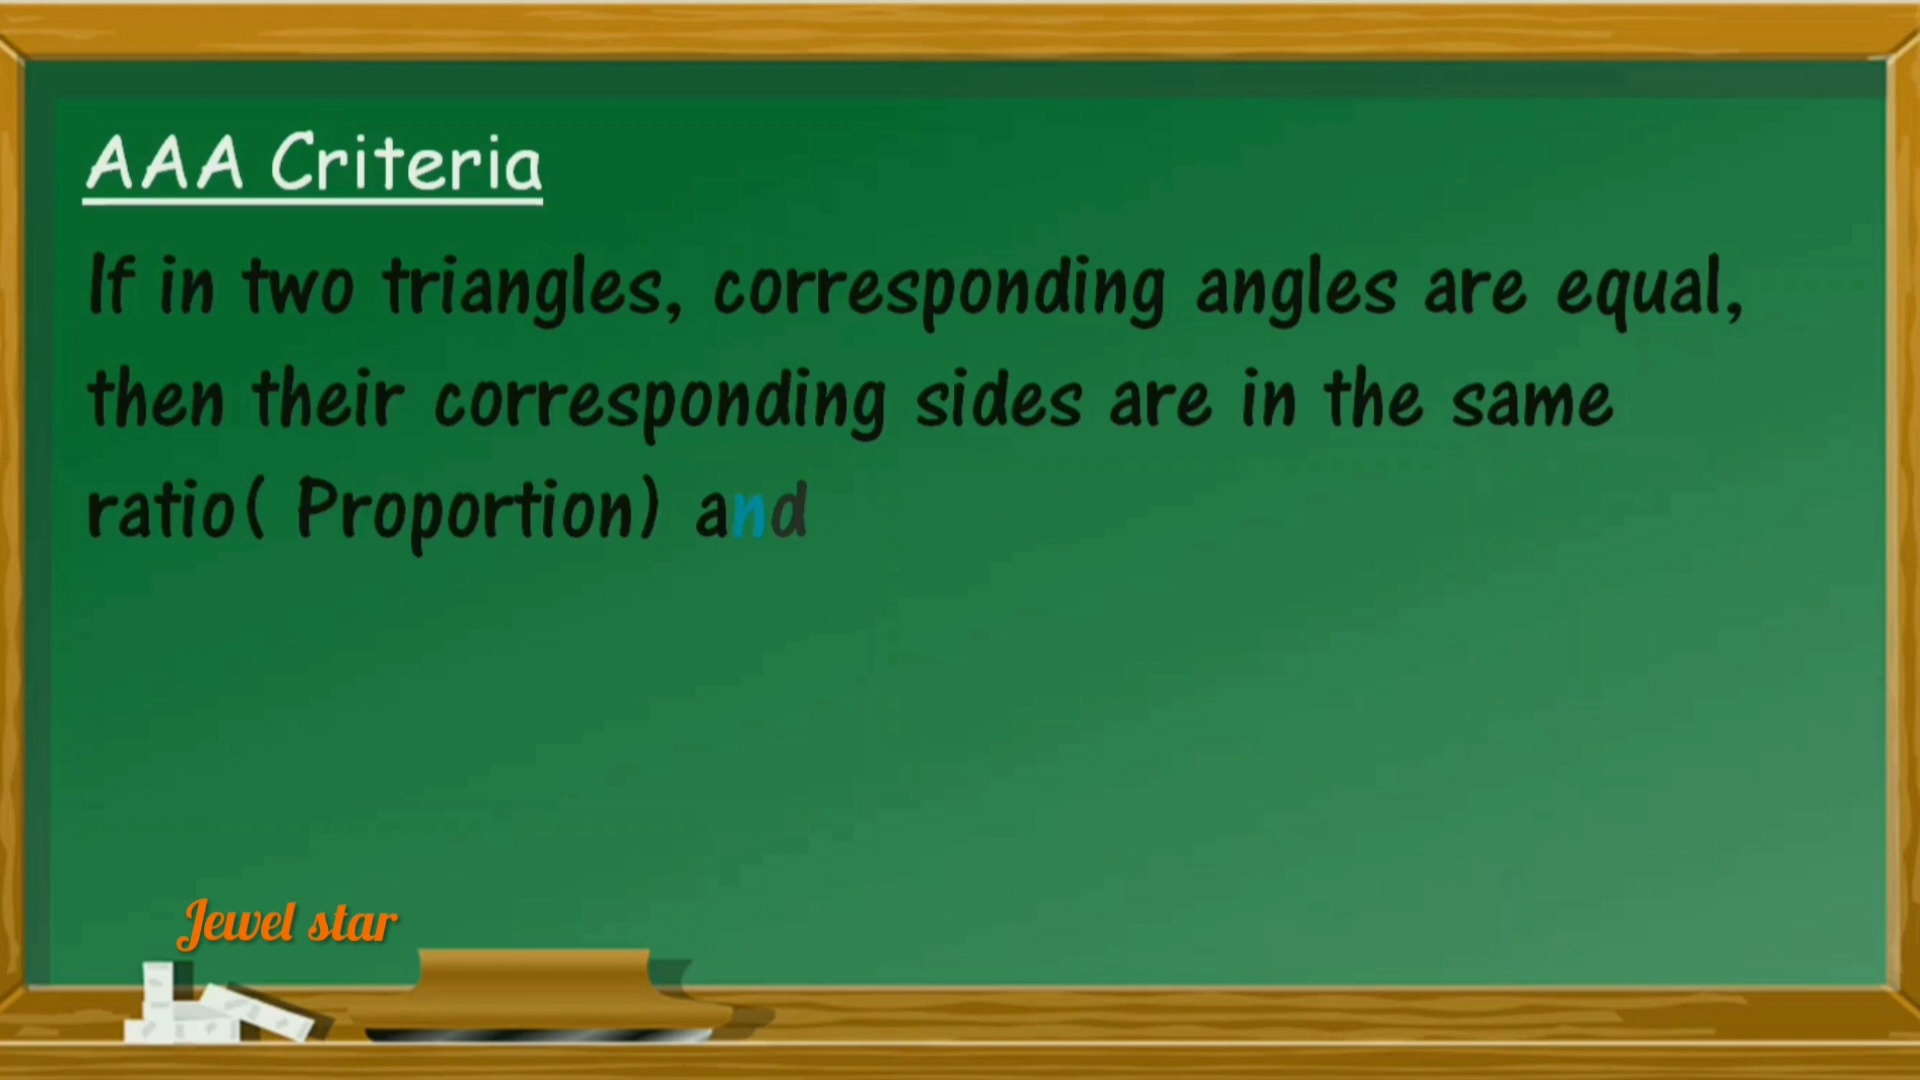 AAA Criteria
If in two triangles, corresponding angles are equal,
then their corresponding sides are in the same
ratio( Proportion) and
Jewel star